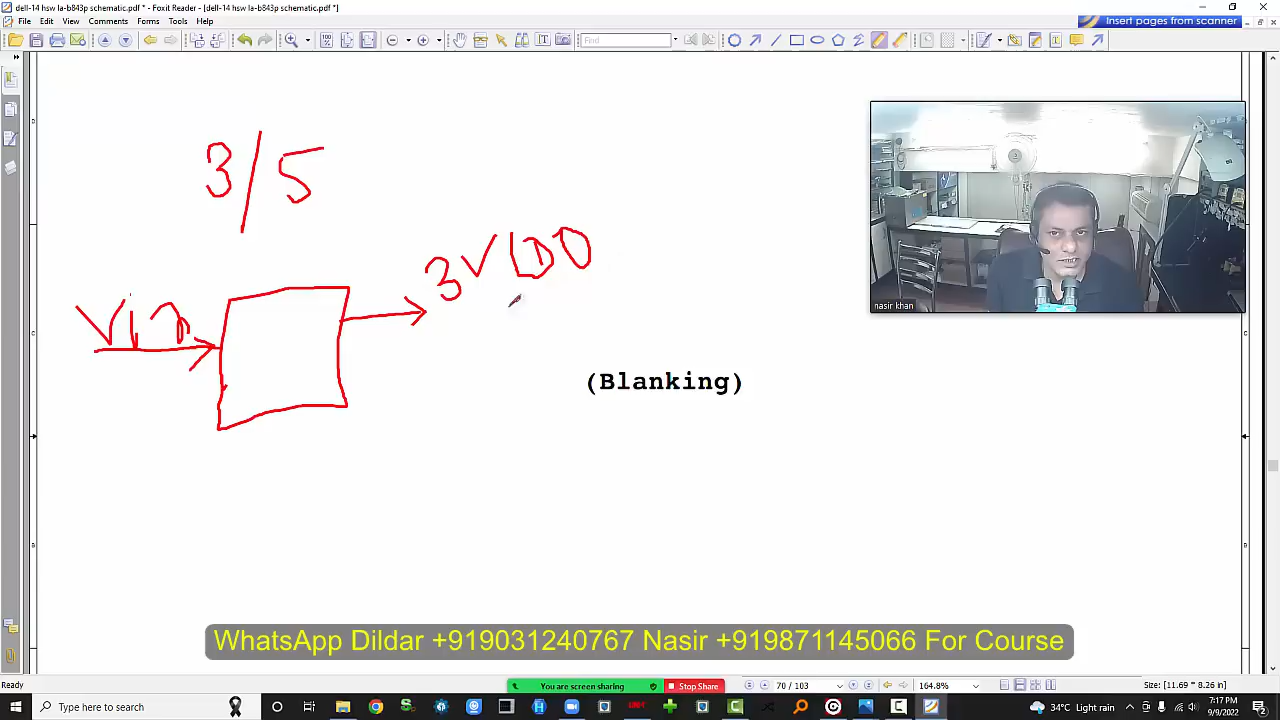 dell-14 hsw la-b843p schematic.pdf * - Foxit Reader - [dell-14 hsw la-b843p schematic.pdf *]
File Edit View Comments Forms Tools Help
Insert pages from scanner
Find
3/5
3V LDO
Vin
nasir khan
(Blanking)
WhatsApp Dildar +919031240767 Nasir +919871145066 For Course
Ready
You are screen sharing
Stop Share
70 / 103
164.8%
Size: [11.69 * 8.26 in]
Type here to search
34°C Light rain
7:17 PM
9/9/2022